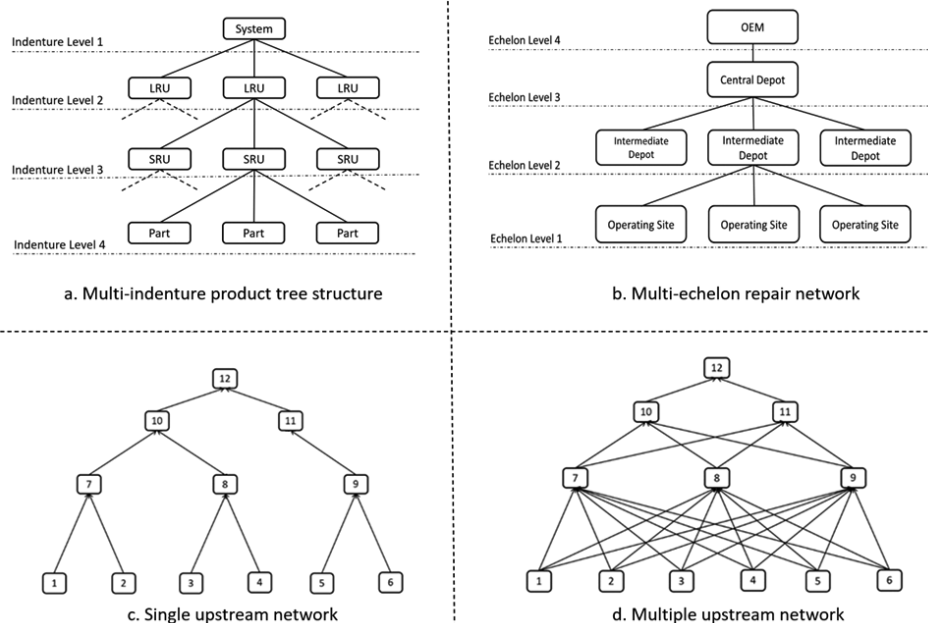 System
Indenture Level 1
LRU LRU LRU
Indenture Level 2
SRU SRU SRU
Indenture Level 3
Part Part Part
Indenture Level 4
a. Multi-indenture product tree structure
OEM
Echelon Level 4
Central Depot
Echelon Level 3
Intermediate Depot
Intermediate Depot
Intermediate Depot
Echelon Level 2
Operating Site Operating Site Operating Site
Echelon Level 1
b. Multi-echelon repair network
12
10 11
7 8 9
1 2 3 4 5 6
c. Single upstream network
12
10 11
7 8 9
1 2 3 4 5 6
d. Multiple upstream network